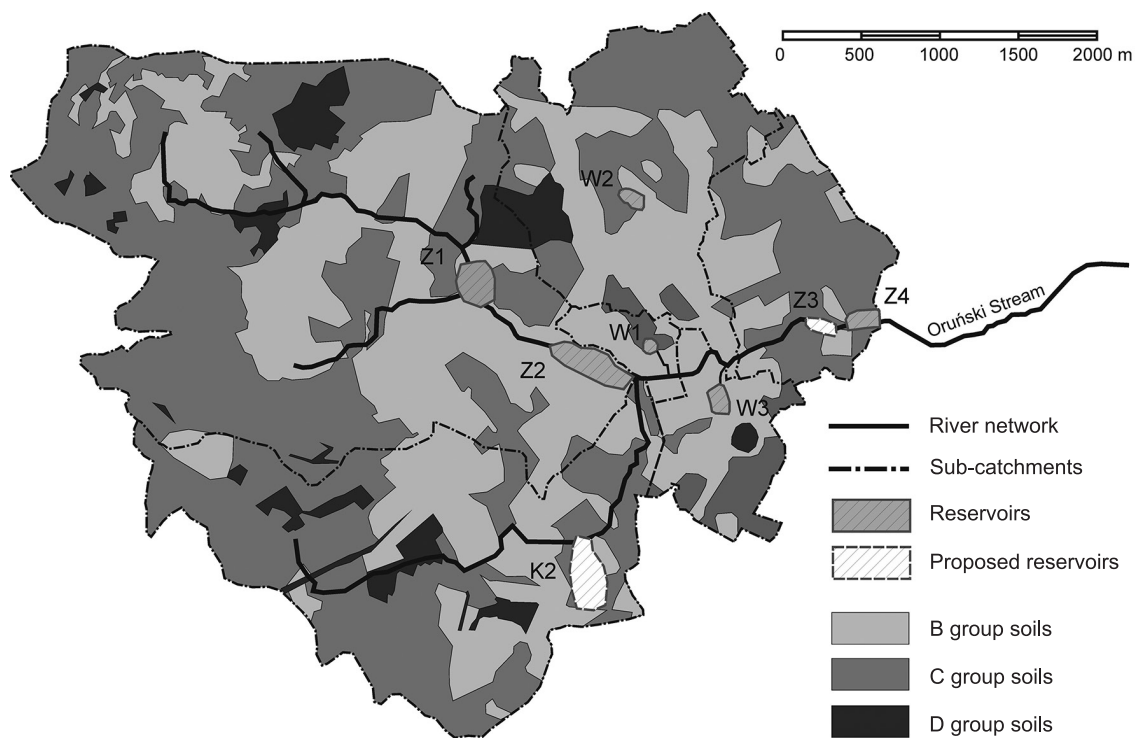 0 500 1000 1500 2000 m
W2
Z1
Z3
Z4
Oruński Stream
W1
Z2
W3
K2
River network
Sub-catchments
Reservoirs
Proposed reservoirs
B group soils
C group soils
D group soils